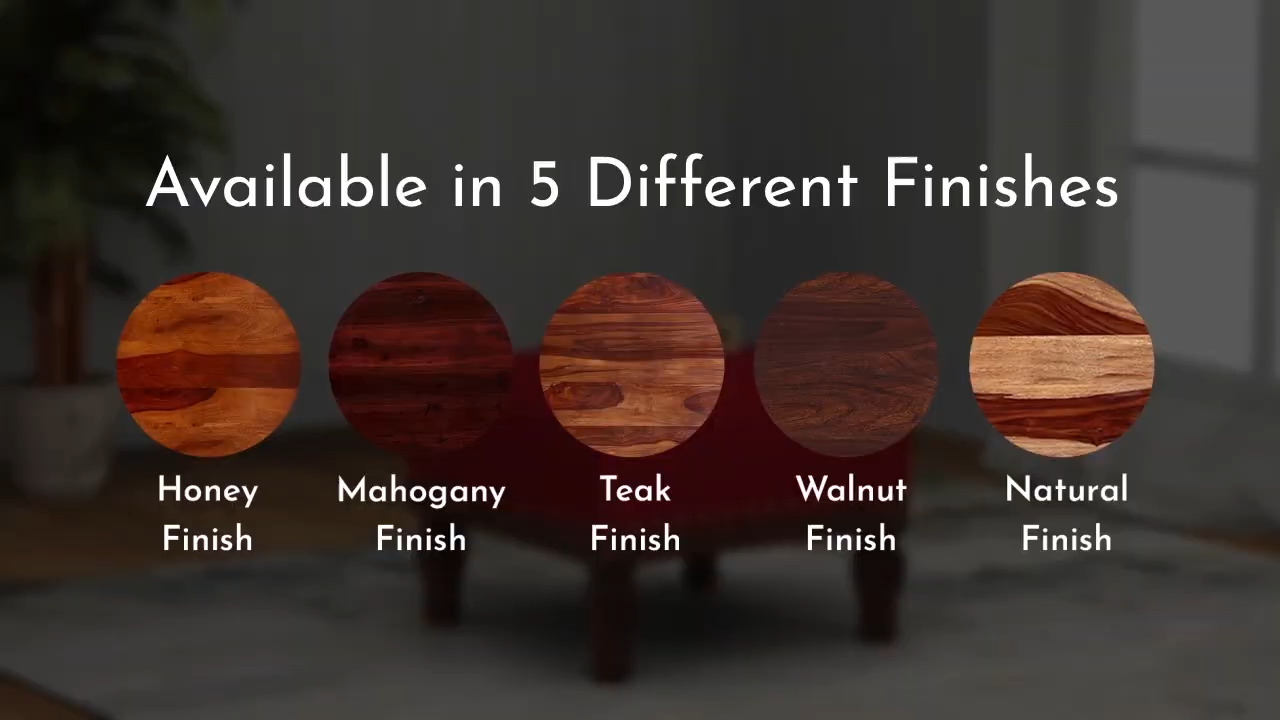 Available in 5 Different Finishes
Honey
Finish
Mahogany
Finish
Teak
Finish
Walnut
Finish
Natural
Finish